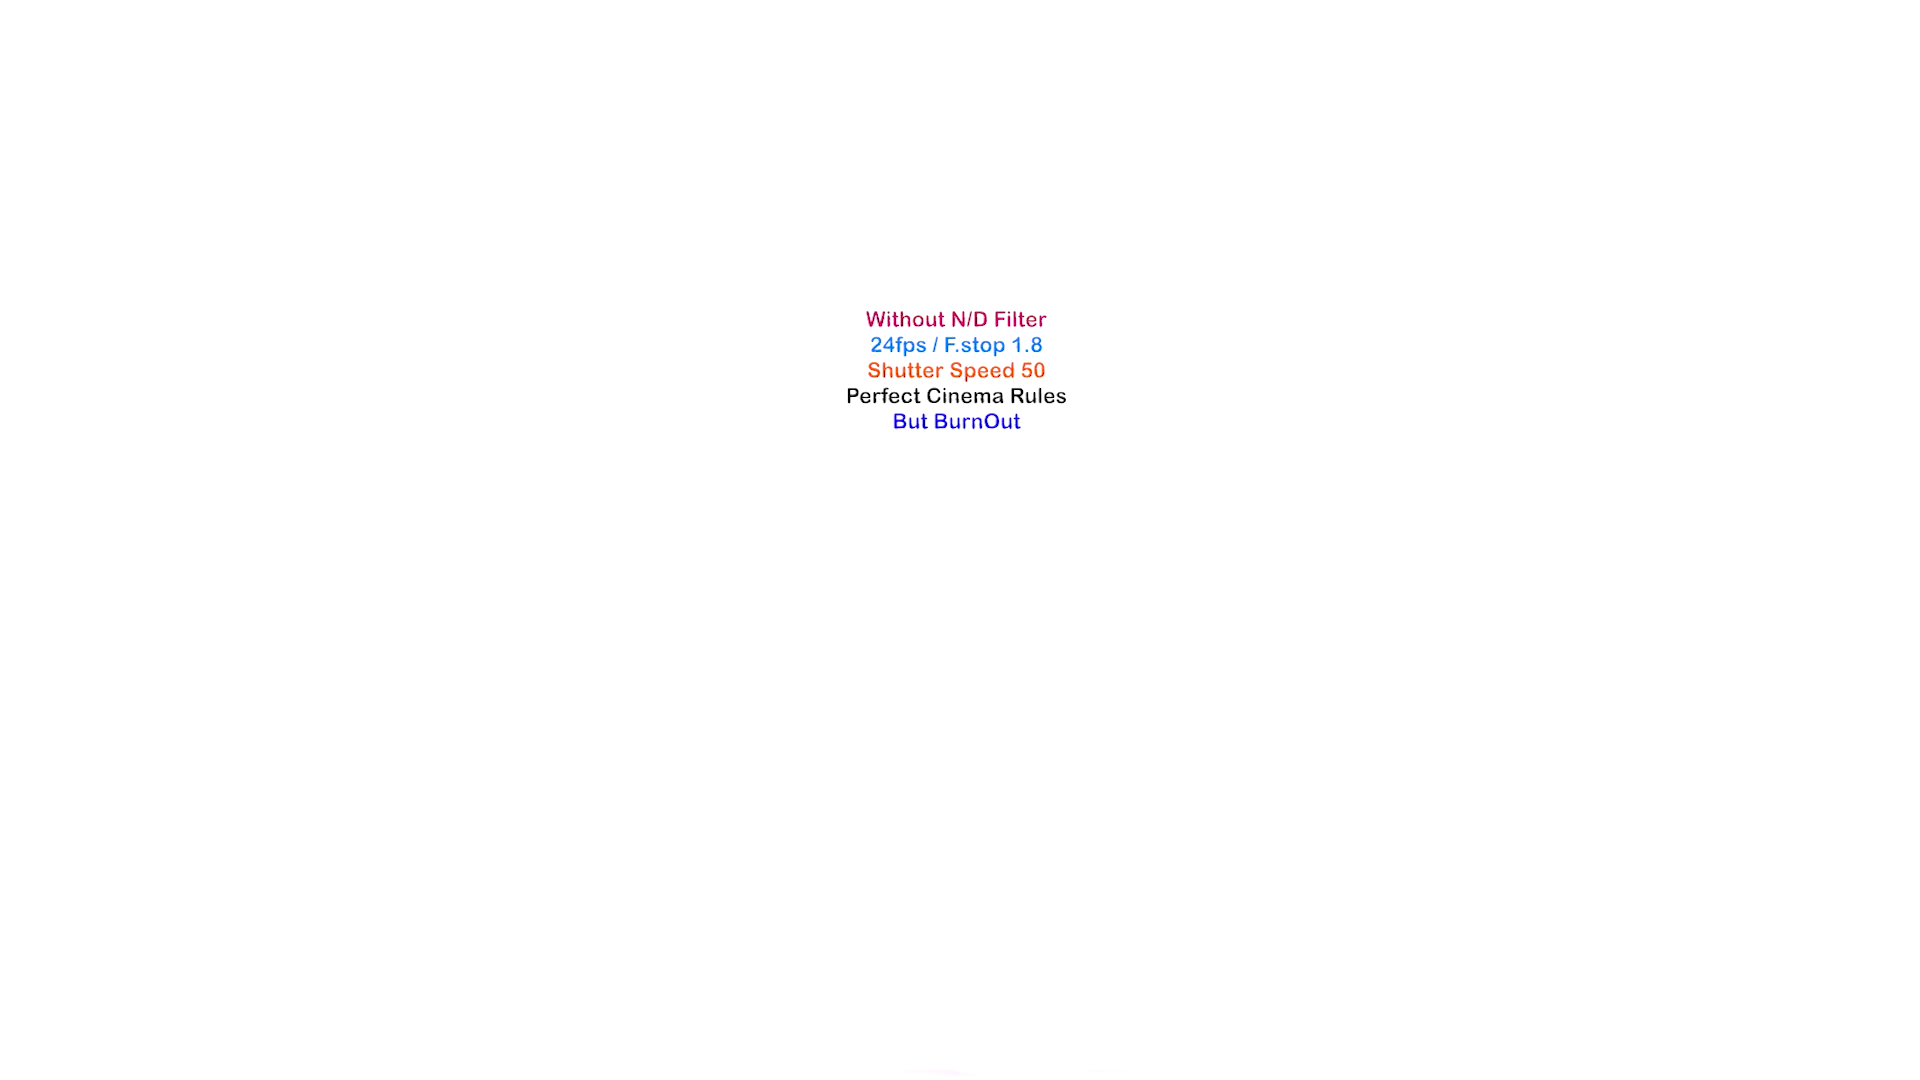 Without N/D Filter
24fps / F.stop 1.8
Shutter Speed 50
Perfect Cinema Rules
But BurnOut